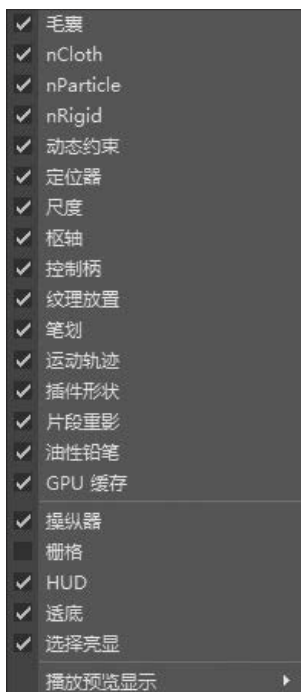 毛囊
nCloth
nParticle
nRigid
动态约束
定位器
尺度
枢轴
控制柄
纹理放置
笔划
运动轨迹
插件形状
片段重影
油性铅笔
GPU 缓存
操纵器
栅格
HUD
透底
选择亮显
播放预览显示